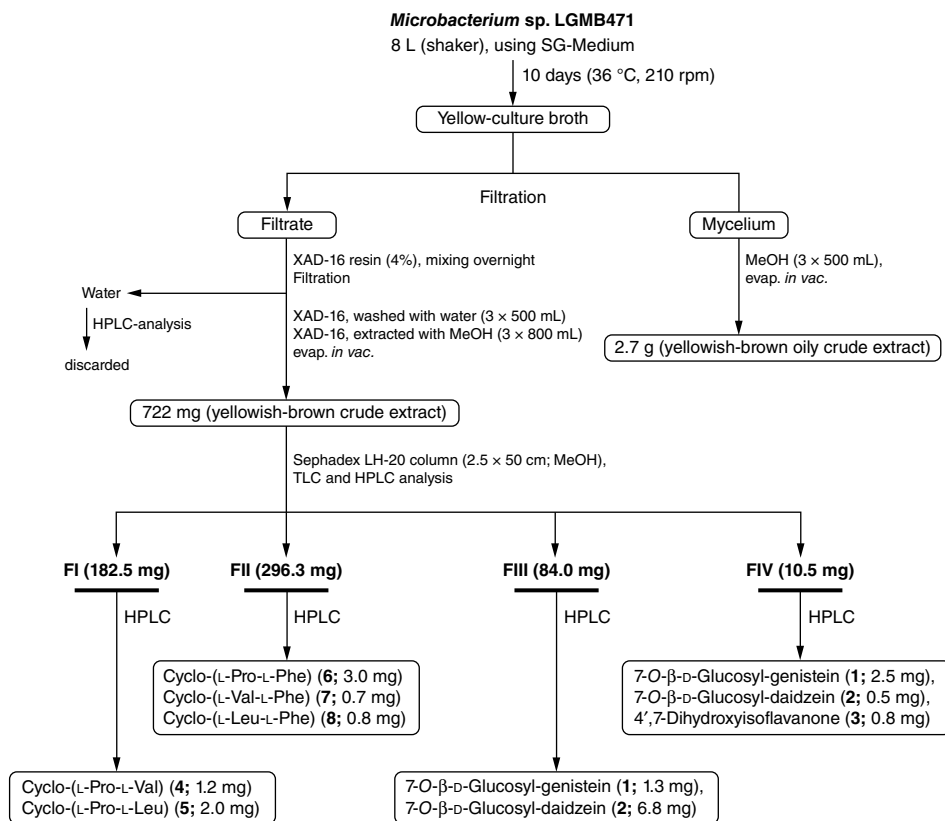 Microbacterium sp. LGMB471
8 L (shaker), using SG-Medium
10 days (36 °C, 210 rpm)
Yellow-culture broth
Filtration
Filtrate
Mycelium
XAD-16 resin (4%), mixing overnight
Filtration
MeOH (3 × 500 mL),
evap. in vac.
Water
HPLC-analysis
discarded
XAD-16, washed with water (3 × 500 mL)
XAD-16, extracted with MeOH (3 × 800 mL)
evap. in vac.
2.7 g (yellowish-brown oily crude extract)
722 mg (yellowish-brown crude extract)
Sephadex LH-20 column (2.5 × 50 cm; MeOH),
TLC and HPLC analysis
FI (182.5 mg)
FII (296.3 mg)
FIII (84.0 mg)
FIV (10.5 mg)
HPLC
HPLC
HPLC
HPLC
Cyclo-(L-Pro-L-Phe) (6; 3.0 mg)
Cyclo-(L-Val-L-Phe) (7; 0.7 mg)
Cyclo-(L-Leu-L-Phe) (8; 0.8 mg)
7-O-β-D-Glucosyl-genistein (1; 2.5 mg),
7-O-β-D-Glucosyl-daidzein (2; 0.5 mg),
4′,7-Dihydroxyisoflavanone (3; 0.8 mg)
Cyclo-(L-Pro-L-Val) (4; 1.2 mg)
Cyclo-(L-Pro-L-Leu) (5; 2.0 mg)
7-O-β-D-Glucosyl-genistein (1; 1.3 mg),
7-O-β-D-Glucosyl-daidzein (2; 6.8 mg)